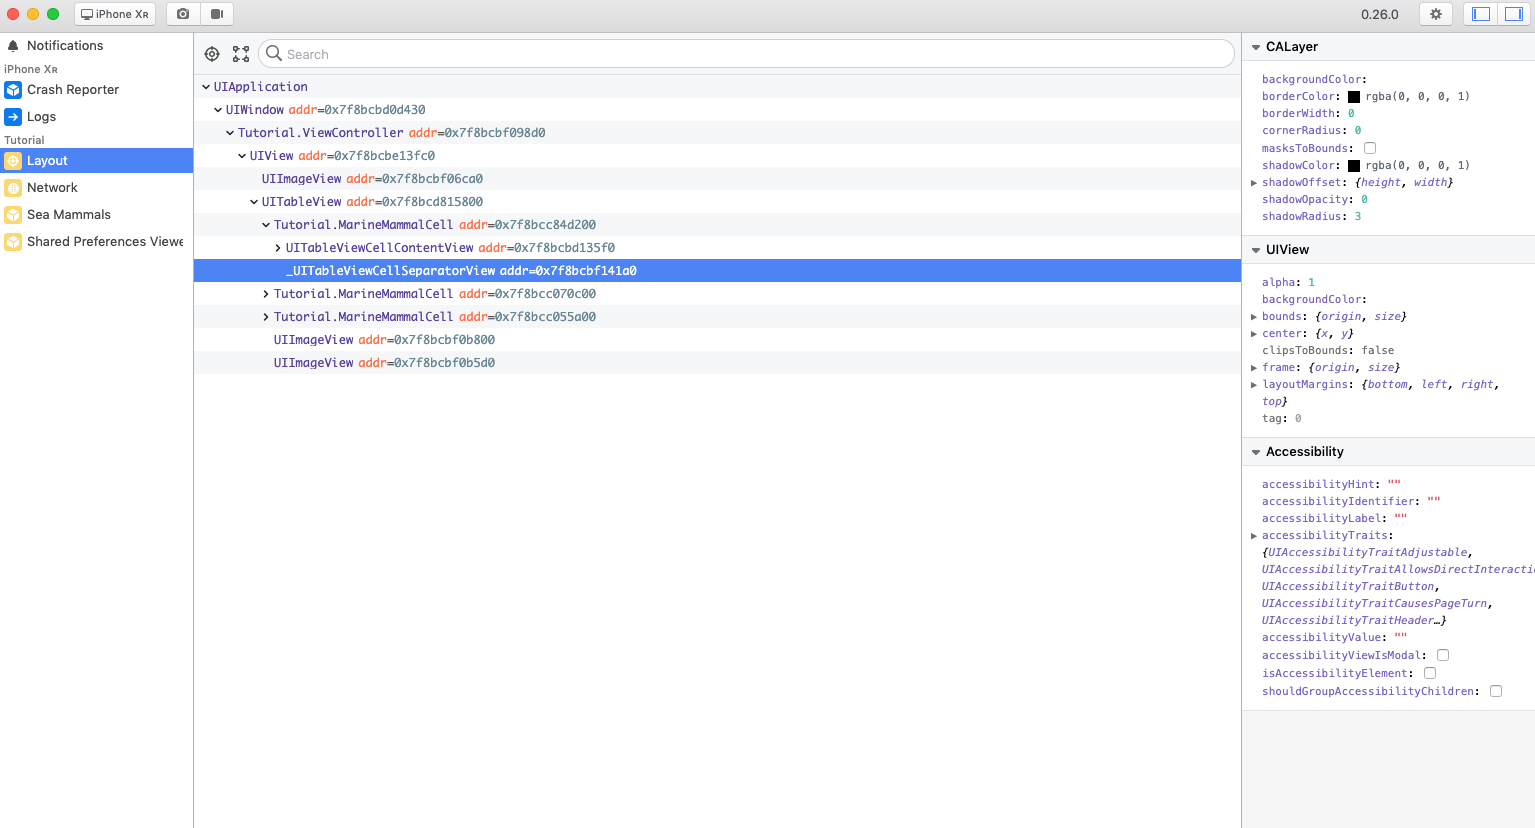 iPhone XR
0.26.0
Notifications
iPhone XR
Crash Reporter
Logs
Tutorial
Layout
Network
Sea Mammals
Shared Preferences Viewe
Search
UIApplication
UIWindow addr=0x7f8bcbd0d430
Tutorial.ViewController addr=0x7f8bcbf098d0
UIView addr=0x7f8bcbe13fc0
UIImageView addr=0x7f8bcbf06ca0
UITableView addr=0x7f8bcd815800
Tutorial.MarineMammalCell addr=0x7f8bcc84d200
UITableViewCellContentView addr=0x7f8bcbd135f0
_UITableViewCellSeparatorView addr=0x7f8bcbf141a0
Tutorial.MarineMammalCell addr=0x7f8bcc070c00
Tutorial.MarineMammalCell addr=0x7f8bcc055a00
UIImageView addr=0x7f8bcbf0b800
UIImageView addr=0x7f8bcbf0b5d0
CALayer
backgroundColor:
borderColor: rgba(0, 0, 0, 1)
borderWidth: 0
cornerRadius: 0
masksToBounds:
shadowColor: rgba(0, 0, 0, 1)
shadowOffset: {height, width}
shadowOpacity: 0
shadowRadius: 3
UIView
alpha: 1
backgroundColor:
bounds: {origin, size}
center: {x, y}
clipsToBounds: false
frame: {origin, size}
layoutMargins: {bottom, left, right,
top}
tag: 0
Accessibility
accessibilityHint: ""
accessibilityIdentifier: ""
accessibilityLabel: ""
accessibilityTraits:
{UIAccessibilityTraitAdjustable,
UIAccessibilityTraitAllowsDirectInteractio
UIAccessibilityTraitButton,
UIAccessibilityTraitCausesPageTurn,
UIAccessibilityTraitHeader…}
accessibilityValue: ""
accessibilityViewIsModal:
isAccessibilityElement:
shouldGroupAccessibilityChildren: